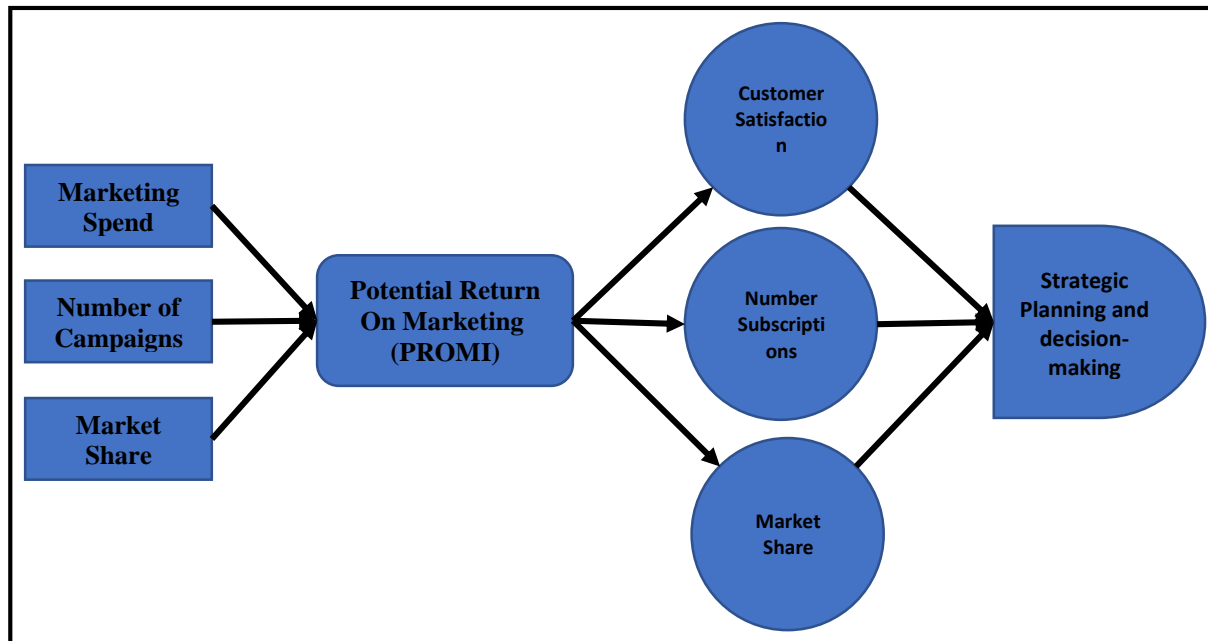 Marketing
Spend
Number of
Campaigns
Market
Share
Potential Return
On Marketing
(PROMI)
Customer
Satisfactio
n
Number
Subscripti
ons
Market
Share
Strategic
Planning and
decision-
making